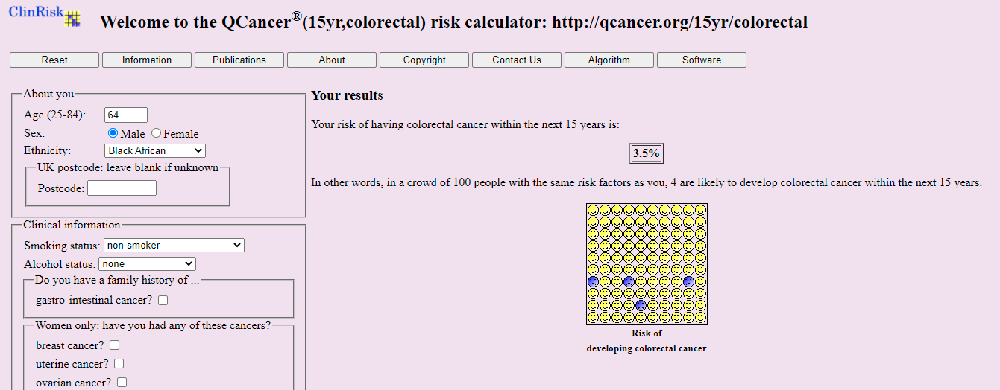 ClinRisk
Welcome to the QCancer®(15yr,colorectal) risk calculator: http://qcancer.org/15yr/colorectal
Reset Information Publications About Copyright Contact Us Algorithm Software
About you
Age (25-84): 64
Sex: Male Female
Ethnicity: Black African
UK postcode: leave blank if unknown
Postcode:
Clinical information
Smoking status: non-smoker
Alcohol status: none
Do you have a family history of ...
gastro-intestinal cancer?
Women only: have you had any of these cancers?
breast cancer?
uterine cancer?
ovarian cancer?
Your results
Your risk of having colorectal cancer within the next 15 years is:
3.5%
In other words, in a crowd of 100 people with the same risk factors as you, 4 are likely to develop colorectal cancer within the next 15 years.
Risk of
developing colorectal cancer